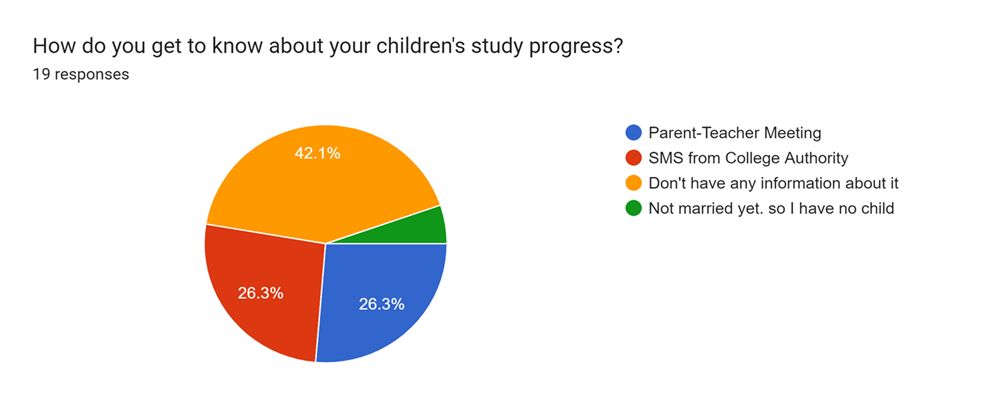 How do you get to know about your children's study progress?
19 responses
42.1%
26.3%
26.3%
Parent-Teacher Meeting
SMS from College Authority
Don't have any information about it
Not married yet. so I have no child